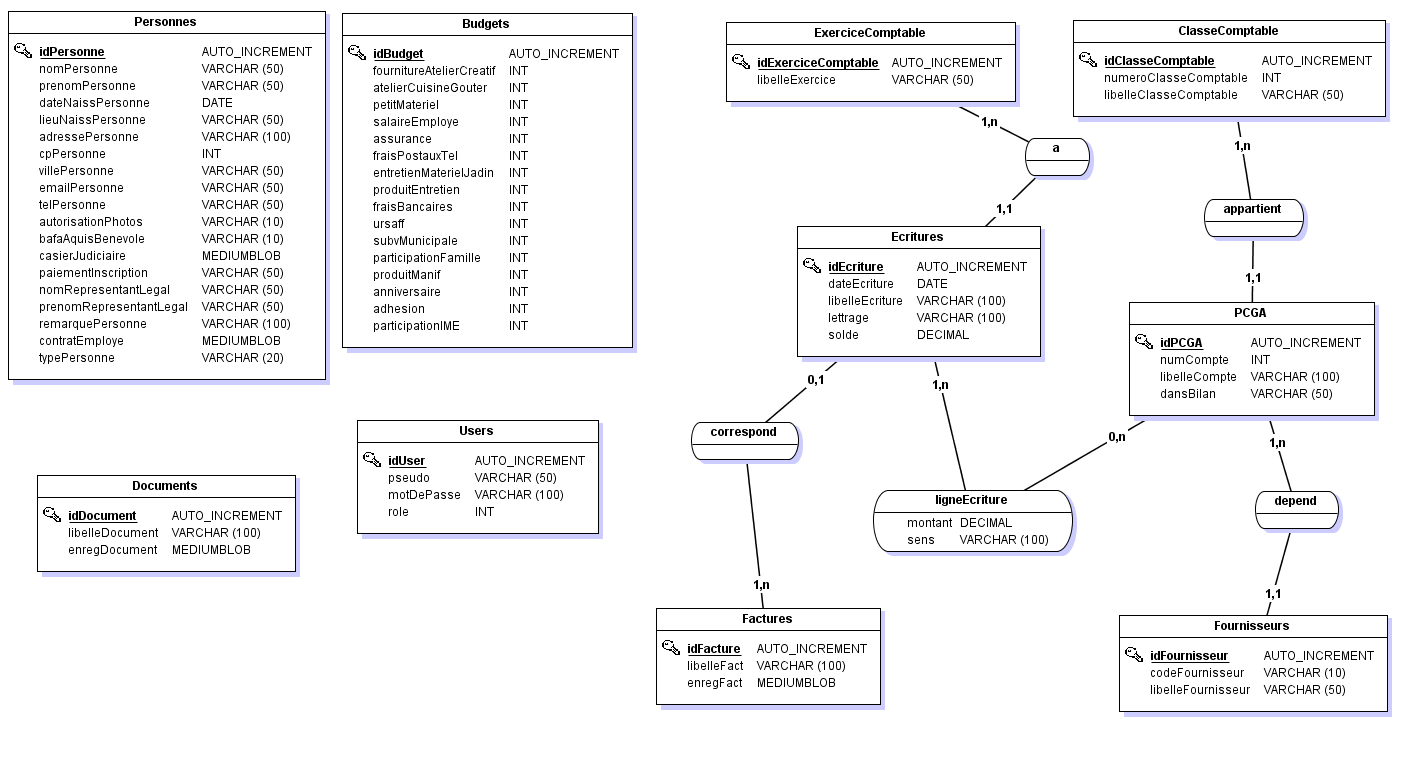 Personnes
idPersonne AUTO_INCREMENT
nomPersonne VARCHAR (50)
prenomPersonne VARCHAR (50)
dateNaissPersonne DATE
lieuNaissPersonne VARCHAR (50)
adressePersonne VARCHAR (100)
cpPersonne INT
villePersonne VARCHAR (50)
emailPersonne VARCHAR (50)
telPersonne VARCHAR (50)
autorisationPhotos VARCHAR (10)
bafaAquisBenevole VARCHAR (10)
casierJudiciaire MEDIUMBLOB
paiementInscription VARCHAR (50)
nomRepresentantLegal VARCHAR (50)
prenomRepresentantLegal VARCHAR (50)
remarquePersonne VARCHAR (100)
contratEmploye MEDIUMBLOB
typePersonne VARCHAR (20)
Budgets
idBudget AUTO_INCREMENT
fournitureAtelierCreatif INT
atelierCuisineGouter INT
petitMateriel INT
salaireEmploye INT
assurance INT
fraisPostauxTel INT
entretienMaterielJadin INT
produitEntretien INT
fraisBancaires INT
ursaff INT
subvMunicipale INT
participationFamille INT
produitManif INT
anniversaire INT
adhesion INT
participationIME INT
ExerciceComptable
idExerciceComptable AUTO_INCREMENT
libelleExercice VARCHAR (50)
ClasseComptable
idClasseComptable AUTO_INCREMENT
numeroClasseComptable INT
libelleClasseComptable VARCHAR (50)
1,n
a
1,1
1,n
appartient
1,1
Ecritures
idEcriture AUTO_INCREMENT
dateEcriture DATE
libelleEcriture VARCHAR (100)
lettrage VARCHAR (100)
solde DECIMAL
PCGA
idPCGA AUTO_INCREMENT
numCompte INT
libelleCompte VARCHAR (100)
dansBilan VARCHAR (50)
0,1
1,n
0,n
1,n
correspond
ligneEcriture
montant DECIMAL
sens VARCHAR (100)
depend
1,n
1,1
Users
idUser AUTO_INCREMENT
pseudo VARCHAR (50)
motDePasse VARCHAR (100)
role INT
Documents
idDocument AUTO_INCREMENT
libelleDocument VARCHAR (100)
enregDocument MEDIUMBLOB
Factures
idFacture AUTO_INCREMENT
libelleFact VARCHAR (100)
enregFact MEDIUMBLOB
Fournisseurs
idFournisseur AUTO_INCREMENT
codeFournisseur VARCHAR (10)
libelleFournisseur VARCHAR (50)